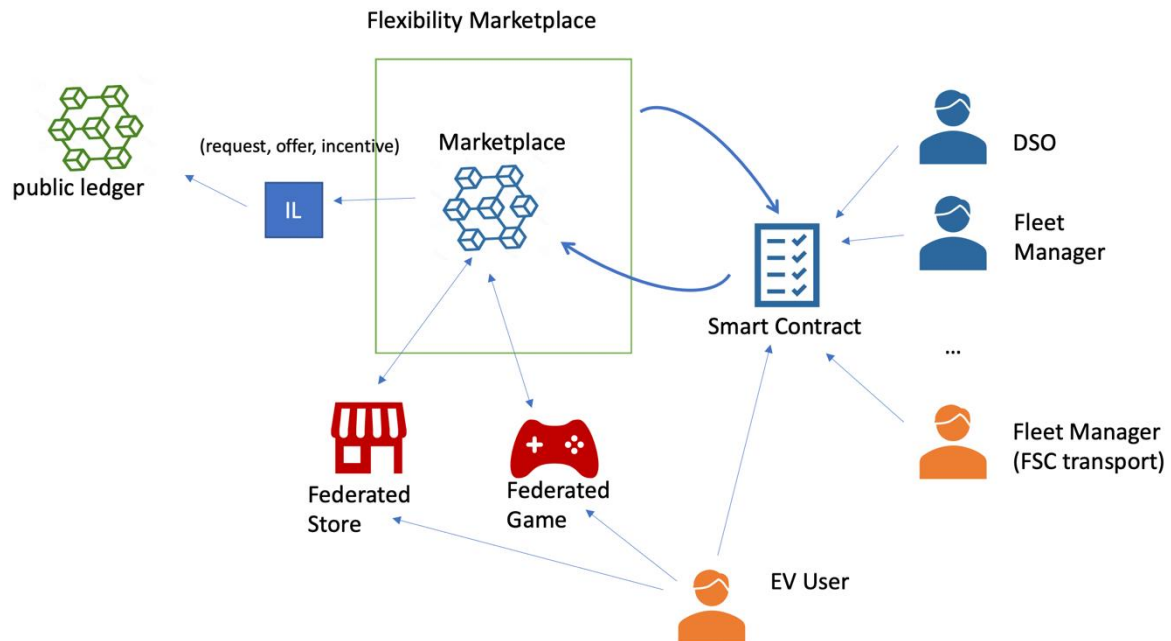 Flexibility Marketplace
(request, offer, incentive)
Marketplace
public ledger
IL
DSO
Fleet
Manager
Smart Contract
...
Fleet Manager
(FSC transport)
Federated
Store
Federated
Game
EV User